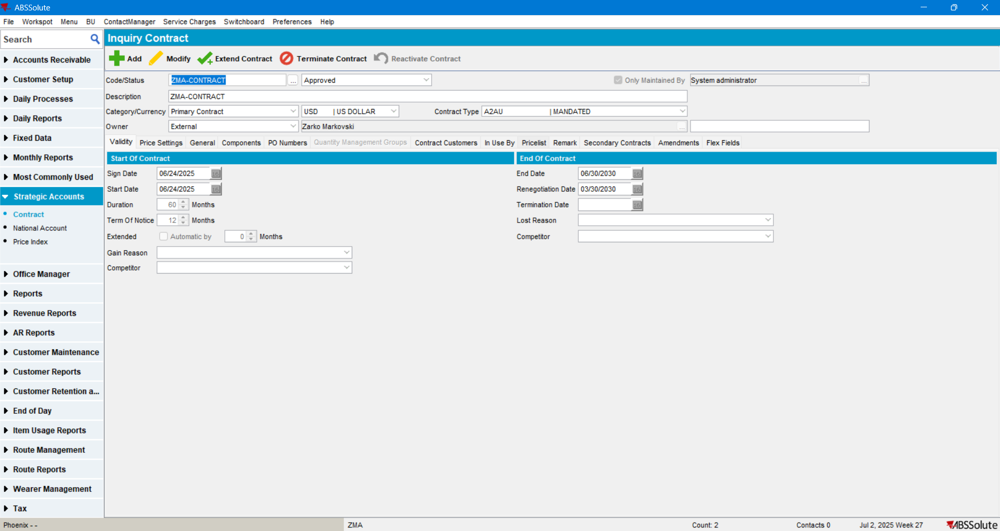 ABSSolute
File Workspot Menu BU ContactManager Service Charges Switchboard Preferences Help
Search
Inquiry Contract
Add Modify Extend Contract Terminate Contract Reactivate Contract
Accounts Receivable
Customer Setup
Daily Processes
Daily Reports
Fixed Data
Monthly Reports
Most Commonly Used
Strategic Accounts
Contract
National Account
Price Index
Office Manager
Reports
Revenue Reports
AR Reports
Customer Maintenance
Customer Reports
Customer Retention a...
End of Day
Item Usage Reports
Route Management
Route Reports
Wearer Management
Tax
Code/Status ZMA-CONTRACT ... Approved Only Maintained By System administrator ...
Description ZMA-CONTRACT
Category/Currency Primary Contract USD | US DOLLAR Contract Type A2AU | MANDATED
Owner External Zarko Markovski ...
Validity Price Settings General Components PO Numbers Quantity Management Groups Contract Customers In Use By Pricelist Remark Secondary Contracts Amendments Flex Fields
Start Of Contract
Sign Date 06/24/2025 16
Start Date 06/24/2025 16
Duration 60 Months
Term Of Notice 12 Months
Extended Automatic by 0 Months
Gain Reason
Competitor
End Of Contract
End Date 06/30/2030 16
Renegotiation Date 03/30/2030 16
Termination Date 16
Lost Reason
Competitor
Phoenix - - ZMA Count: 2 Contacts 0 Jul 2, 2025 Week 27 ABSSolute